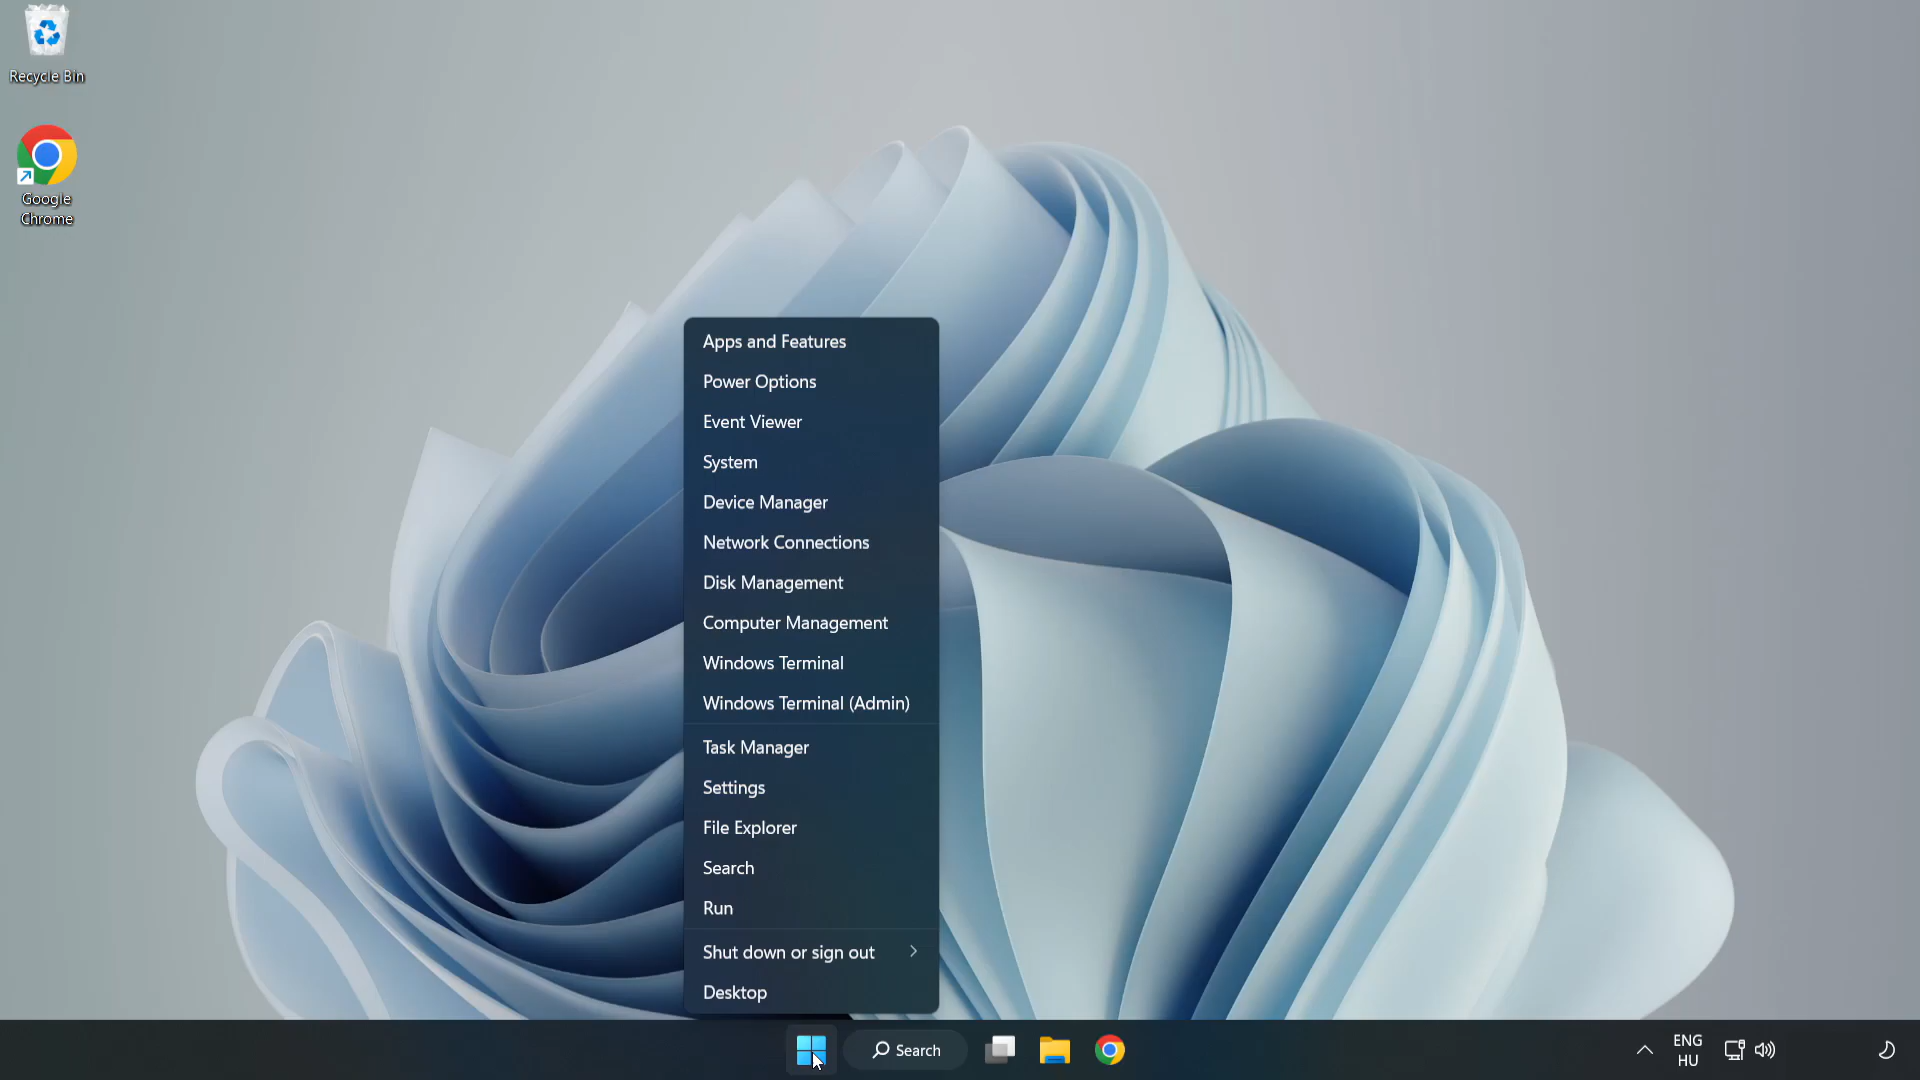 Recycle Bin
Google
Chrome
Apps and Features
Power Options
Event Viewer
System
Device Manager
Network Connections
Disk Management
Computer Management
Windows Terminal
Windows Terminal (Admin)
Task Manager
Settings
File Explorer
Search
Run
Shut down or sign out
Desktop
Search
ENG
HU